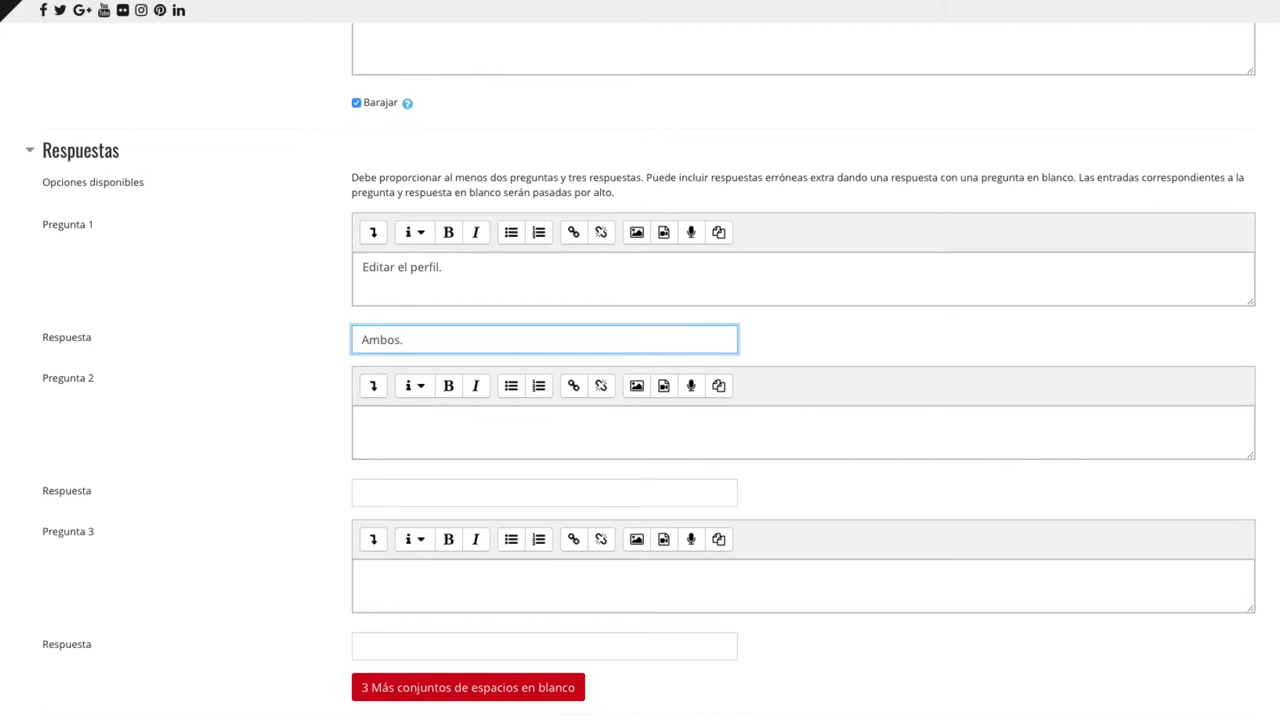 Barajar
Respuestas
Opciones disponibles
Debe proporcionar al menos dos preguntas y tres respuestas. Puede incluir respuestas erróneas extra dando una respuesta con una pregunta en blanco. Las entradas correspondientes a la
pregunta y respuesta en blanco serán pasadas por alto.
Pregunta 1
Editar el perfil.
Respuesta
Ambos.
Pregunta 2
Respuesta
Pregunta 3
Respuesta
3 Más conjuntos de espacios en blanco